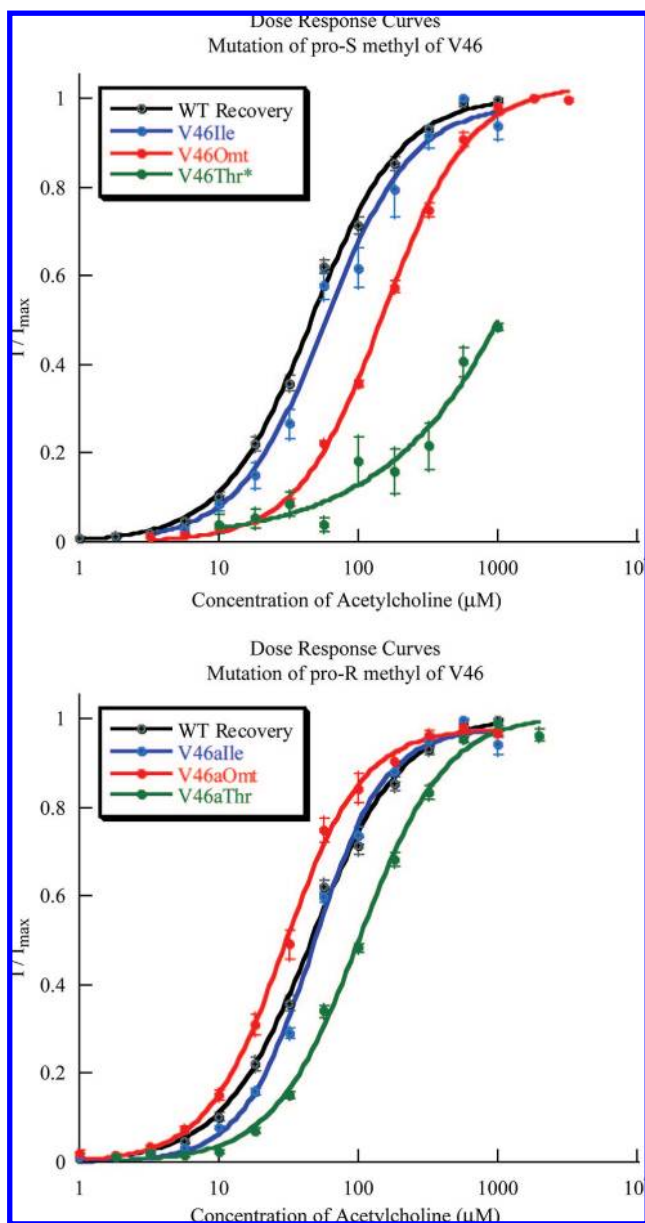 Dose Response Curves
Mutation of pro-S methyl of V46
WT Recovery
V46Ile
V46Omt
V46Thr*
1
0.8
0.6
0.4
0.2
0
I / Imax
1
10
100
1000
10
Concentration of Acetylcholine (μM)
Dose Response Curves
Mutation of pro-R methyl of V46
WT Recovery
V46aIle
V46aOmt
V46aThr
1
0.8
0.6
0.4
0.2
0
I / Imax
1
10
100
1000
10
Concentration of Acetylcholine (μM)